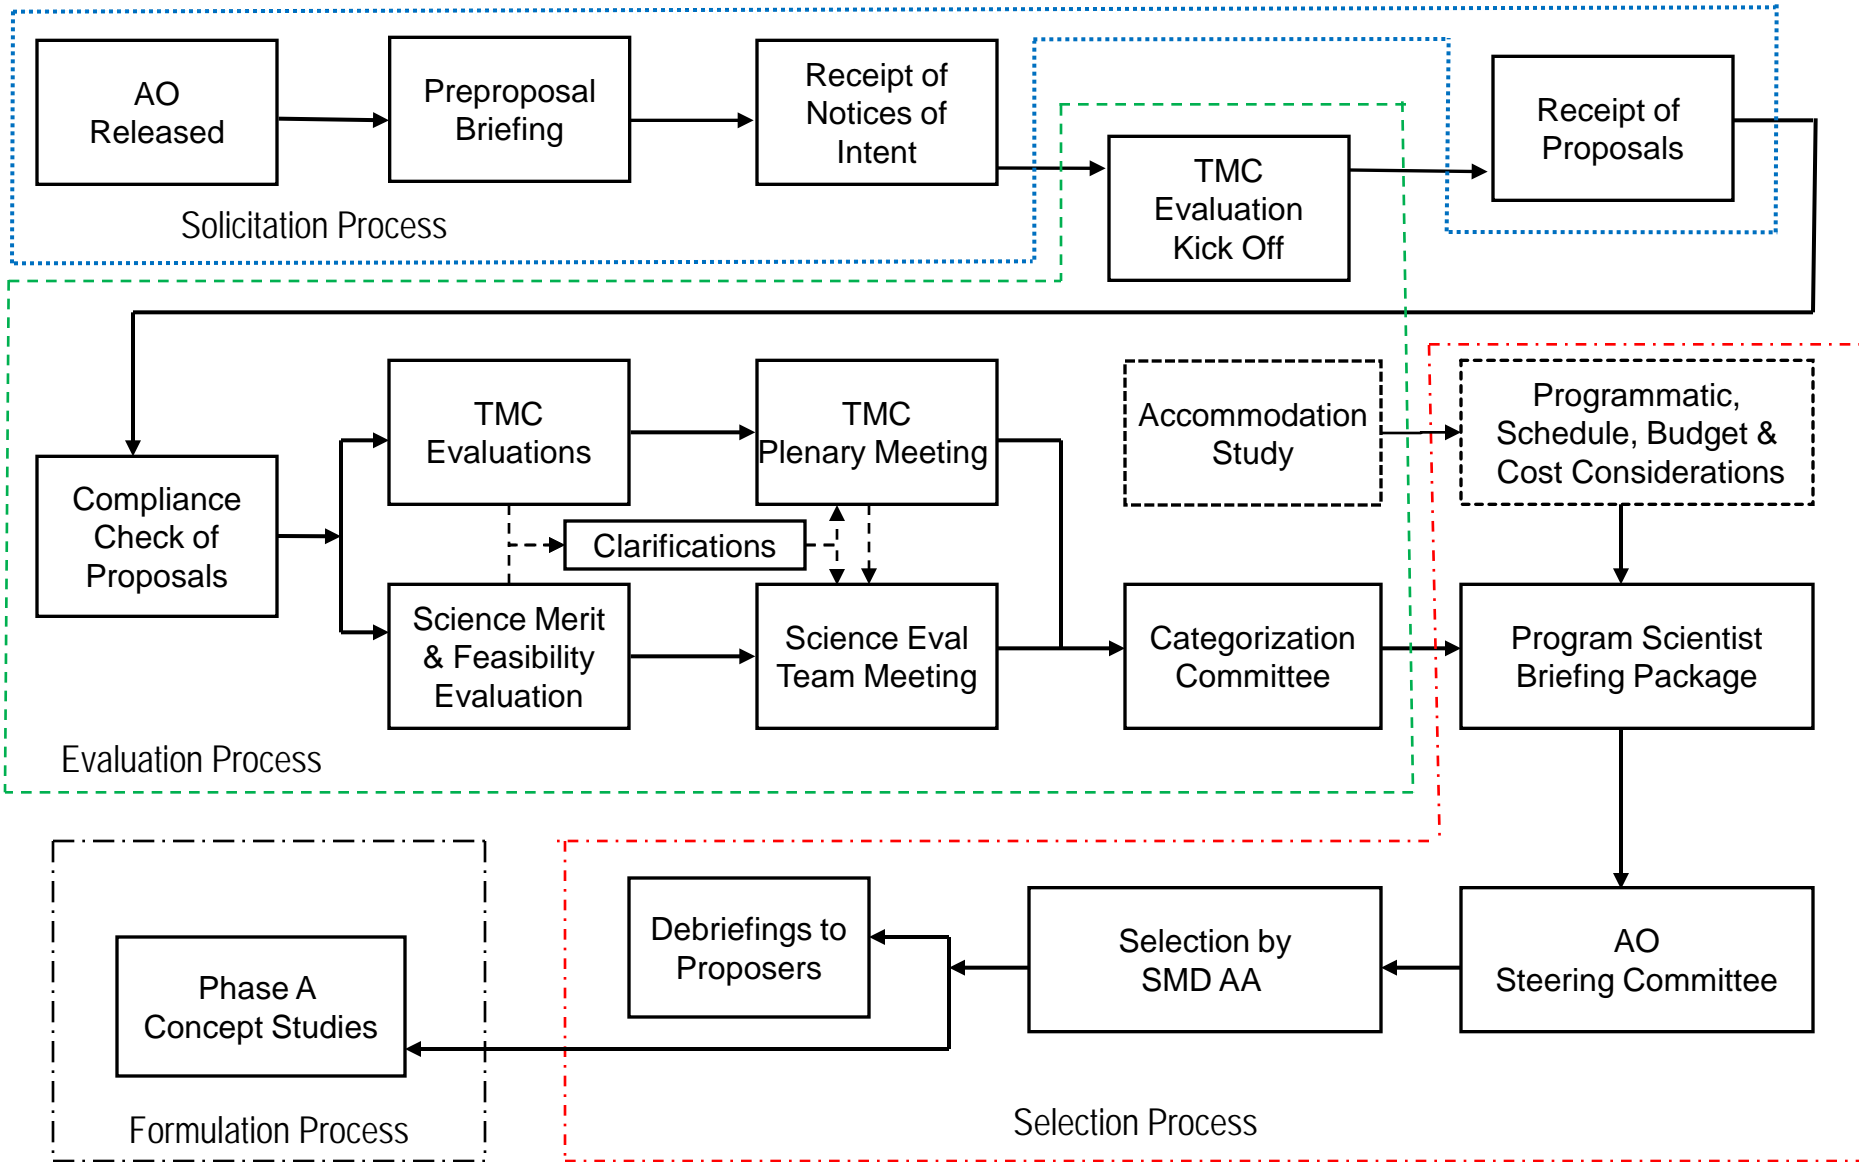 AO
Released
Preproposal
Briefing
Receipt of
Notices of
Intent
TMC
Evaluation
Kick Off
Receipt of
Proposals
Solicitation Process
Compliance
Check of
Proposals
TMC
Evaluations
TMC
Plenary Meeting
Accommodation
Study
Programmatic,
Schedule, Budget &
Cost Considerations
Clarifications
Science Merit
& Feasibility
Evaluation
Science Eval
Team Meeting
Categorization
Committee
Program Scientist
Briefing Package
Evaluation Process
Phase A
Concept Studies
Debriefings to
Proposers
Selection by
SMD AA
AO
Steering Committee
Formulation Process
Selection Process